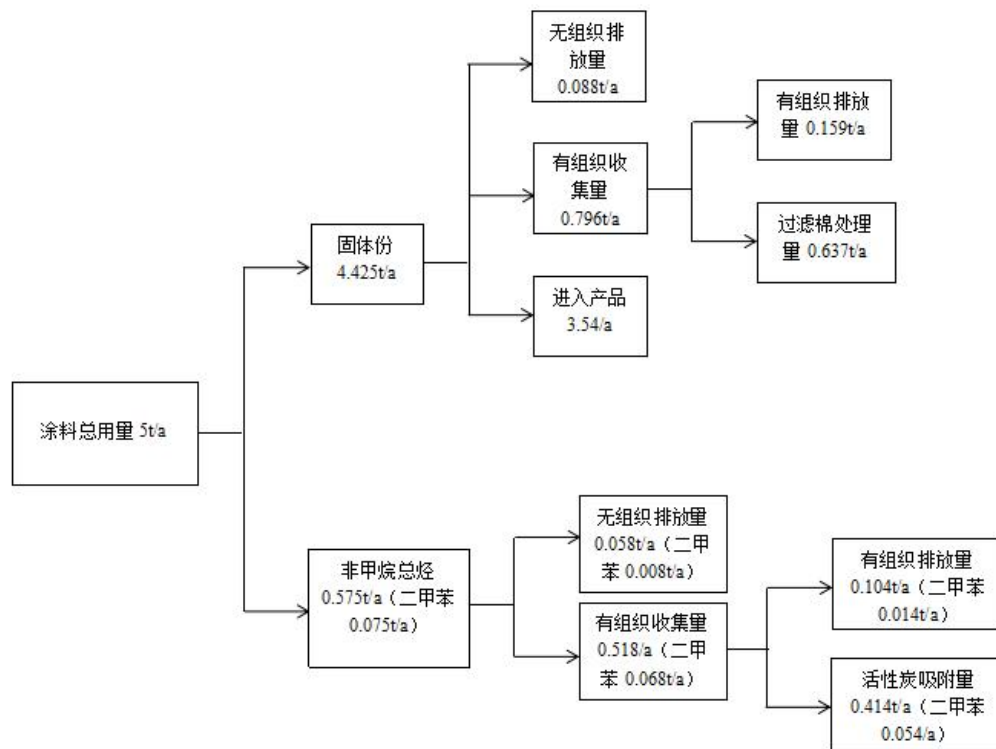 无组织排
放量
0.088t/a
有组织排放
量 0.159t/a
有组织收
集量
0.796t/a
过滤棉处理
量 0.637t/a
固体份
4.425t/a
进入产品
3.54/a
涂料总用量 5t/a
无组织排放量
0.058t/a（二甲
苯 0.008t/a）
非甲烷总烃
0.575t/a（二甲苯
0.075t/a）
有组织排放量
0.104t/a（二甲苯
0.014t/a）
有组织收集量
0.518/a（二甲
苯 0.068t/a）
活性炭吸附量
0.414t/a（二甲苯
0.054/a）